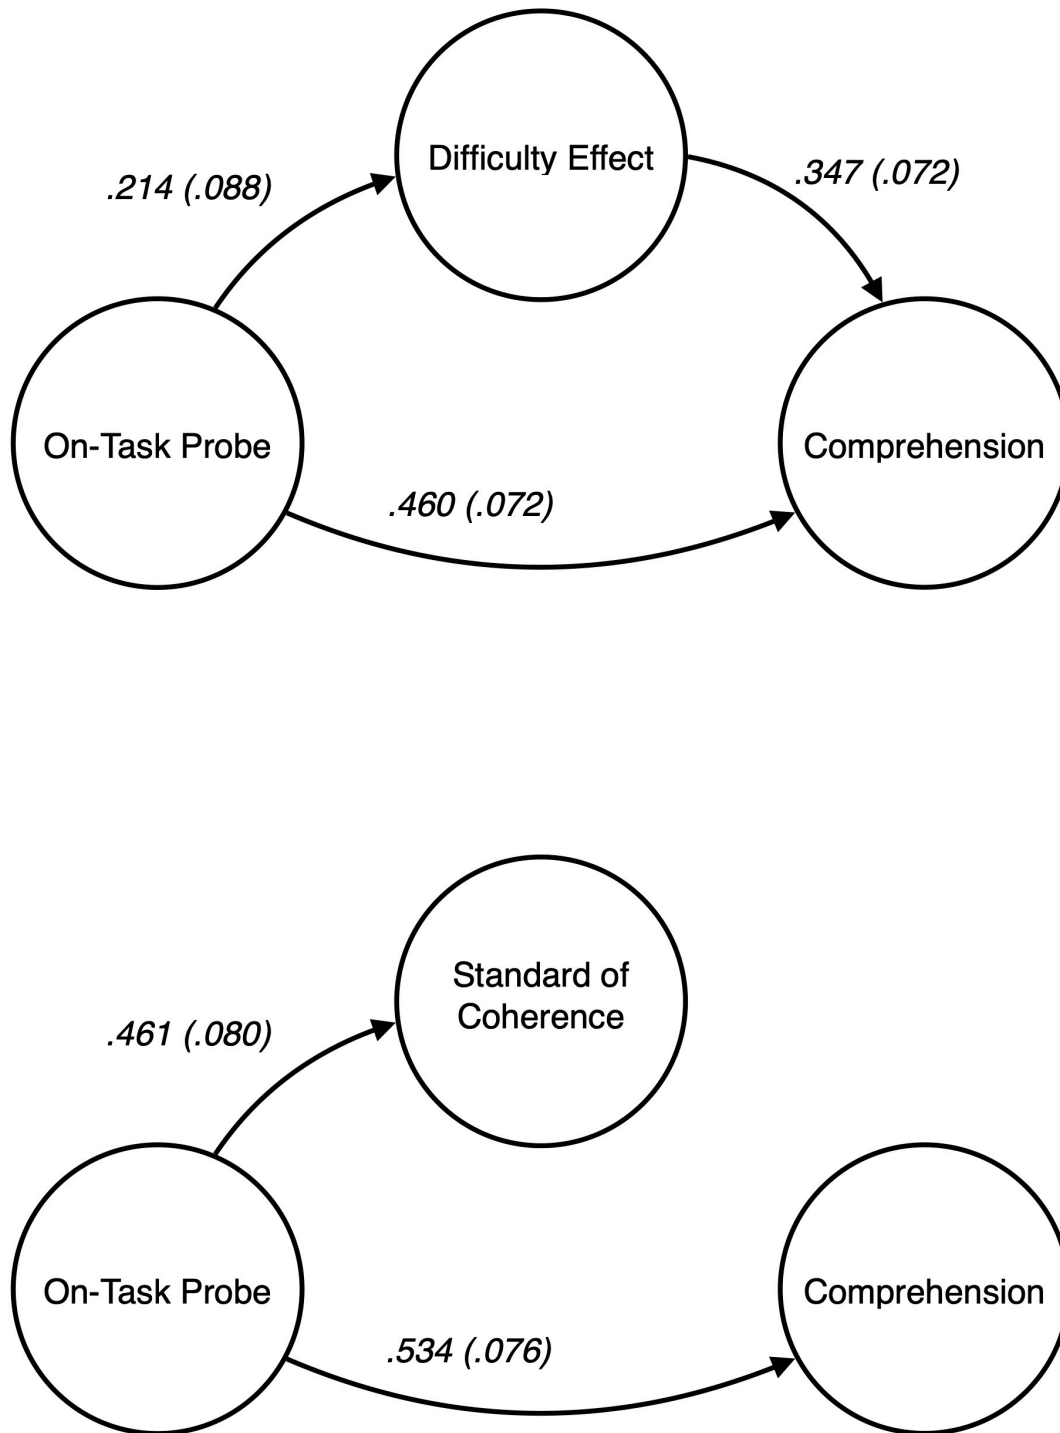 Difficulty Effect
.214 (.088)
.347 (.072)
On-Task Probe
Comprehension
.460 (.072)
Standard of
Coherence
.461 (.080)
On-Task Probe
Comprehension
.534 (.076)